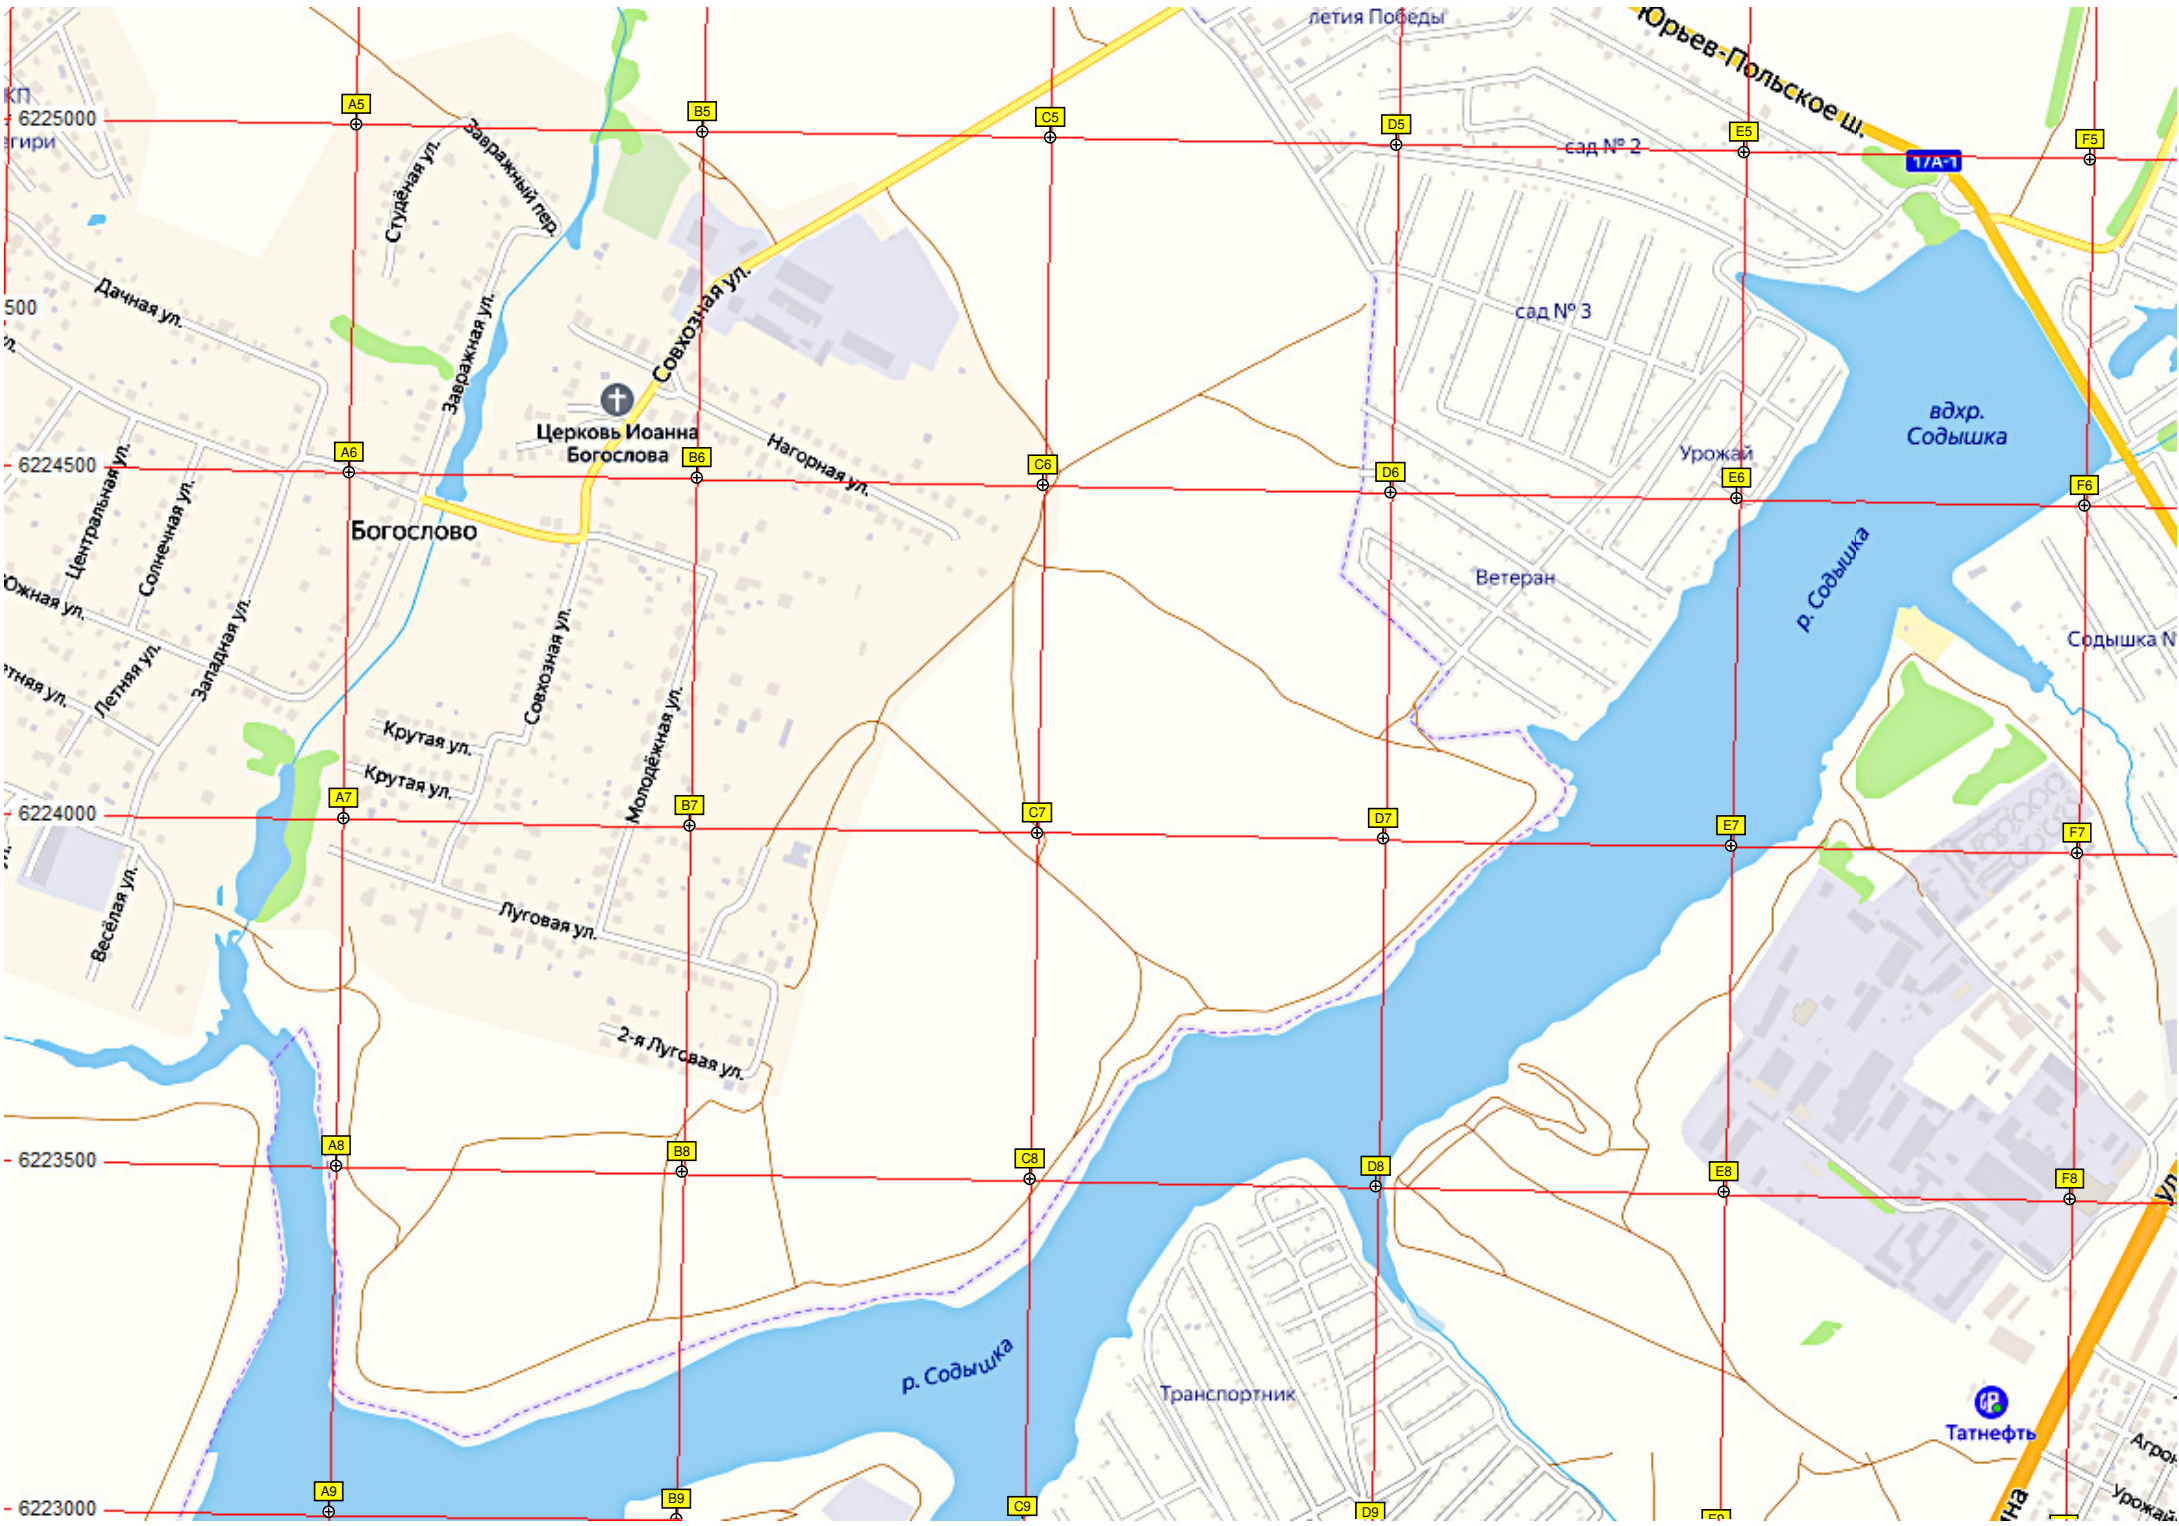 летия Победы
Юрьев-Польское ш.
КП
A5
B5
C5
D5
E5
F5
6225000
сад № 2
17А-1
Студёная ул.
Завражный пер.
Дачная ул.
500
Завражная ул.
Совхозная ул.
сад № 3
Церковь Иоанна
Богослова
Нагорная ул.
вдхр.
Содышка
Урожай
6224500
A6
B6
C6
D6
E6
F6
Центральная ул.
Солнечная ул.
Богослово
Ветеран
р. Содышка
Южная ул.
Западная ул.
Летняя ул.
Совхозная ул.
Содышка N
Крутая ул.
Крутая ул.
Молодёжная ул.
6224000
A7
B7
C7
D7
E7
F7
Весёлая ул.
Луговая ул.
2-я Луговая ул.
6223500
A8
B8
C8
D8
E8
F8
р. Содышка
Транспортник
Татнефть
6223000
A9
B9
C9
D9
E9